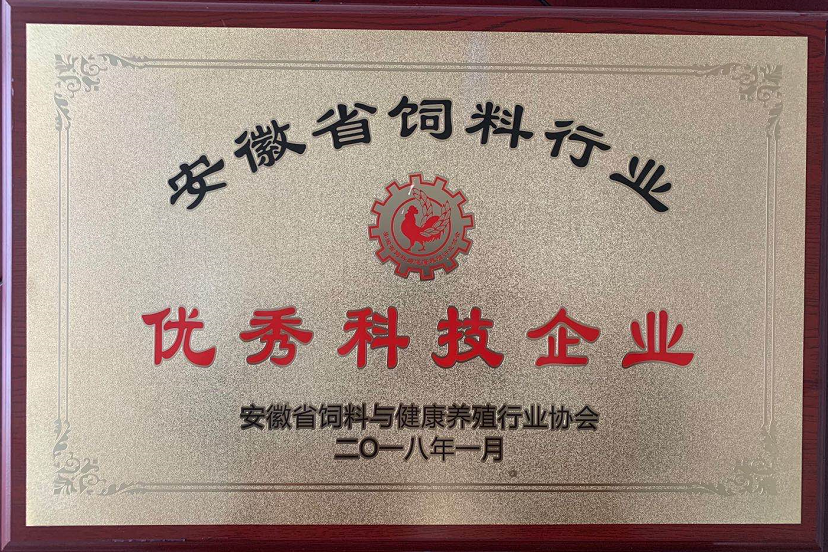 安徽省饲料行业
优秀科技企业
安徽省饲料与健康养殖行业协会
二〇一八年一月